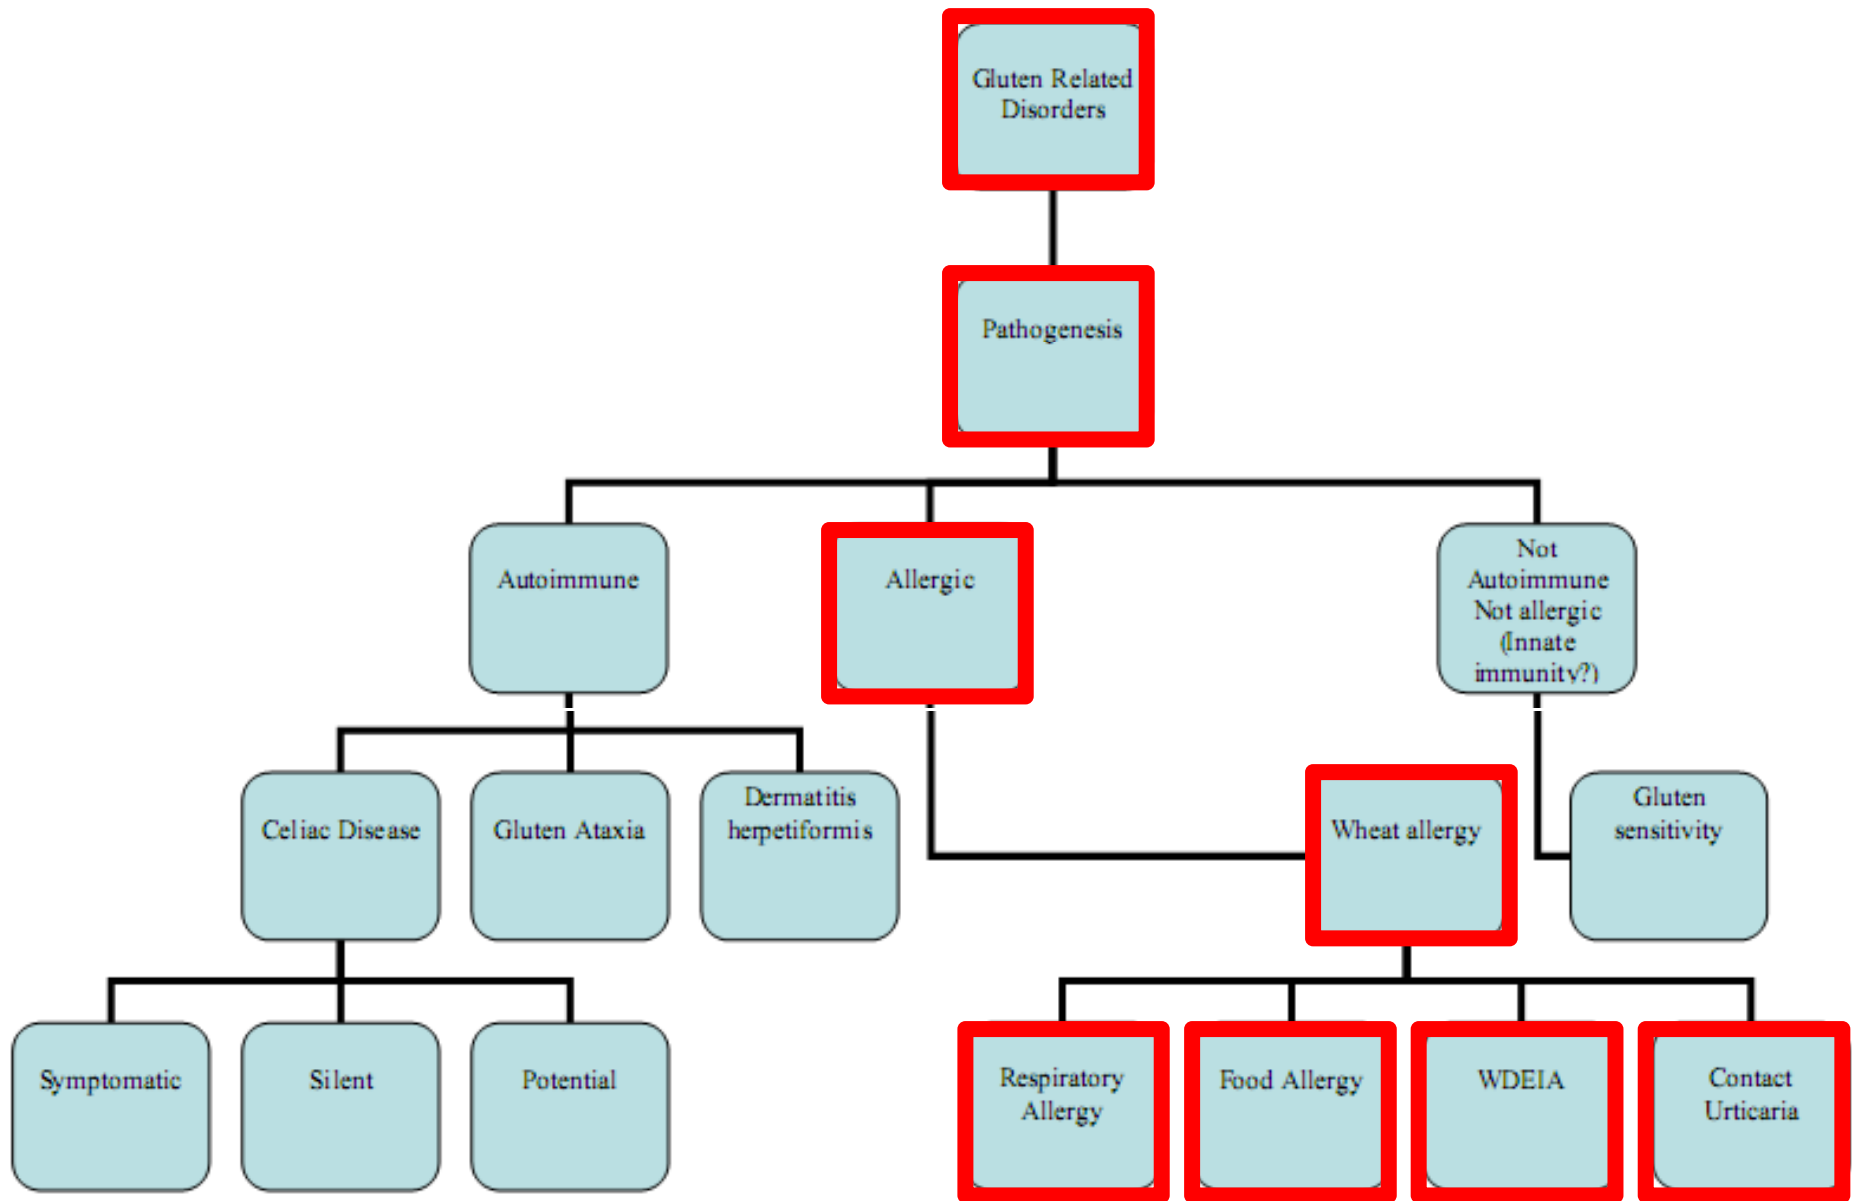 Gluten Related
Disorders
Pathogenesis
Autoimmune
Allergic
Not
Autoimmune
Not allergic
(Innate
immunity?)
Celiac Disease
Gluten Ataxia
Dermatitis
herpetiformis
Wheat allergy
Gluten
sensitivity
Symptomatic
Silent
Potential
Respiratory
Allergy
Food Allergy
WDEIA
Contact
Urticaria